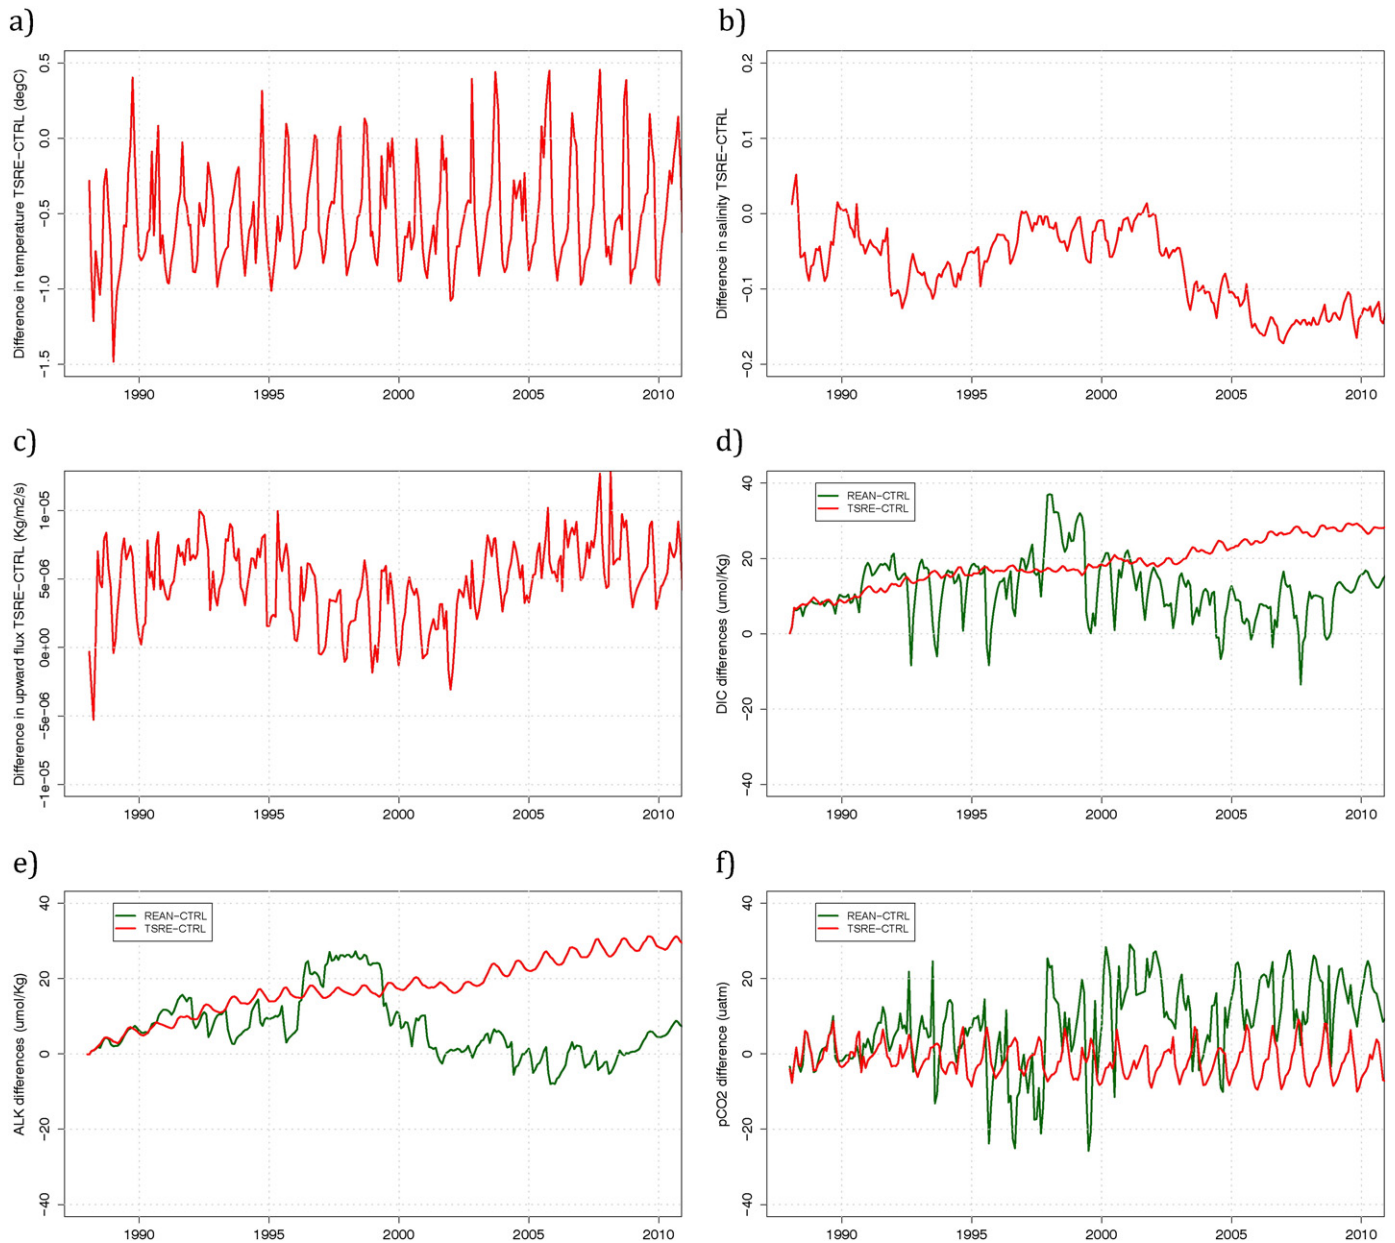 a)
Difference in temperature TSRE-CTRL (degC)
0.5
0.0
-0.5
-1.0
-1.5
1990 1995 2000 2005 2010
b)
Difference in salinity TSRE-CTRL
0.2
0.1
0.0
-0.1
-0.2
1990 1995 2000 2005 2010
c)
Difference in upward flux TSRE-CTRL (Kg/m2/s)
1e-05
5e-06
0e+00
-5e-06
-1e-05
1990 1995 2000 2005 2010
d)
DIC differences (umol/Kg)
40
20
0
-20
-40
REAN-CTRL
TSRE-CTRL
1990 1995 2000 2005 2010
e)
ALK differences (umol/Kg)
40
20
0
-20
-40
REAN-CTRL
TSRE-CTRL
1990 1995 2000 2005 2010
f)
pCO2 difference (uatm)
40
20
0
-20
-40
REAN-CTRL
TSRE-CTRL
1990 1995 2000 2005 2010